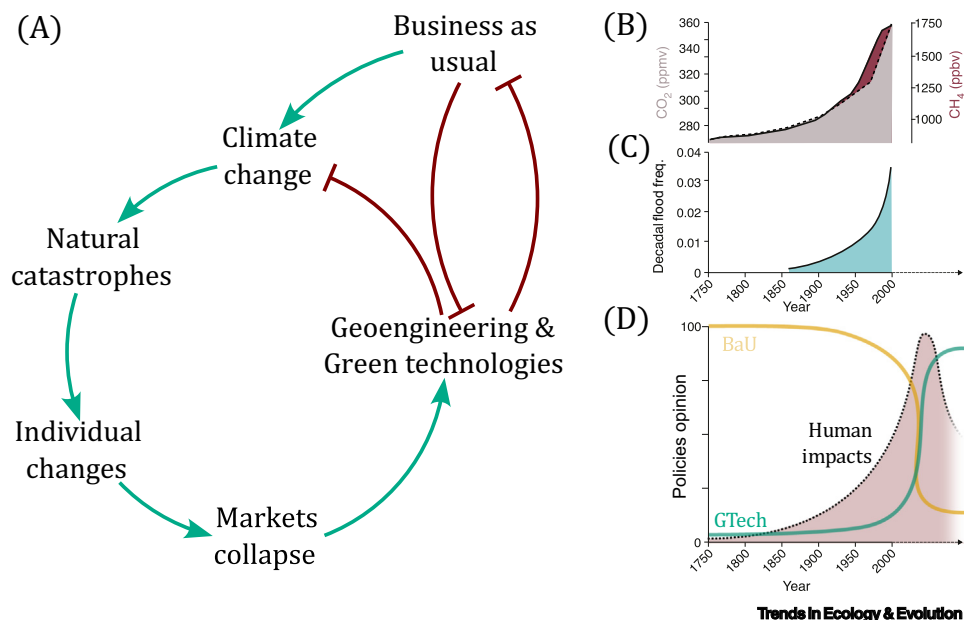 (A)
Business as
usual
Climate
change
Natural
catastrophes
Individual
changes
Markets
collapse
Geoengineering &
Green technologies
(B)
360
340
320
300
280
CO2 (ppmv)
1750
1500
1250
1000
CH4 (ppbv)
(C)
0.04
0.03
0.02
0.01
0
Decadal flood freq.
1750
1800
1850
1900
1950
2000
Year
(D)
100
0
Policies opinion
BaU
Human
impacts
GTech
1750
1800
1850
1900
1950
2000
Year
Trends in Ecology & Evolution